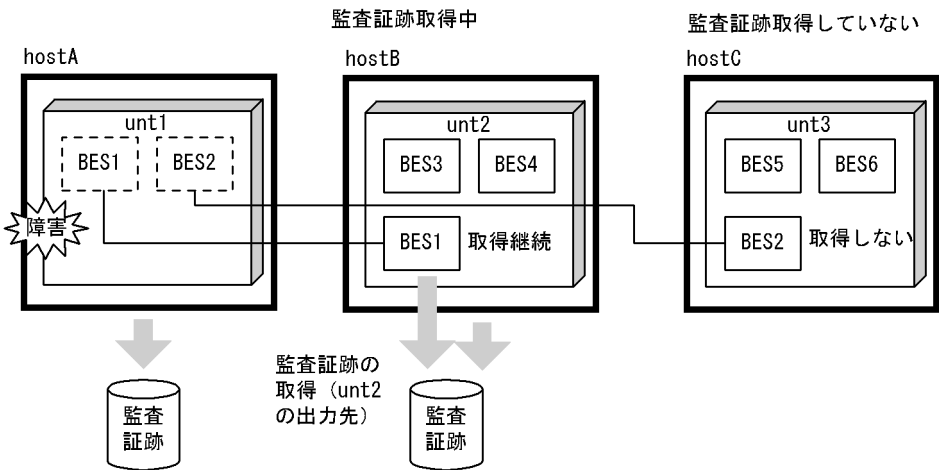 監査証跡取得中
監査証跡取得していない
hostA
hostB
hostC
unt1
unt2
unt3
BES1
BES2
BES3
BES4
BES5
BES6
障害
BES1
取得継続
BES2
取得しない
監査証跡の
取得（unt2
の出力先）
監査
証跡
監査
証跡